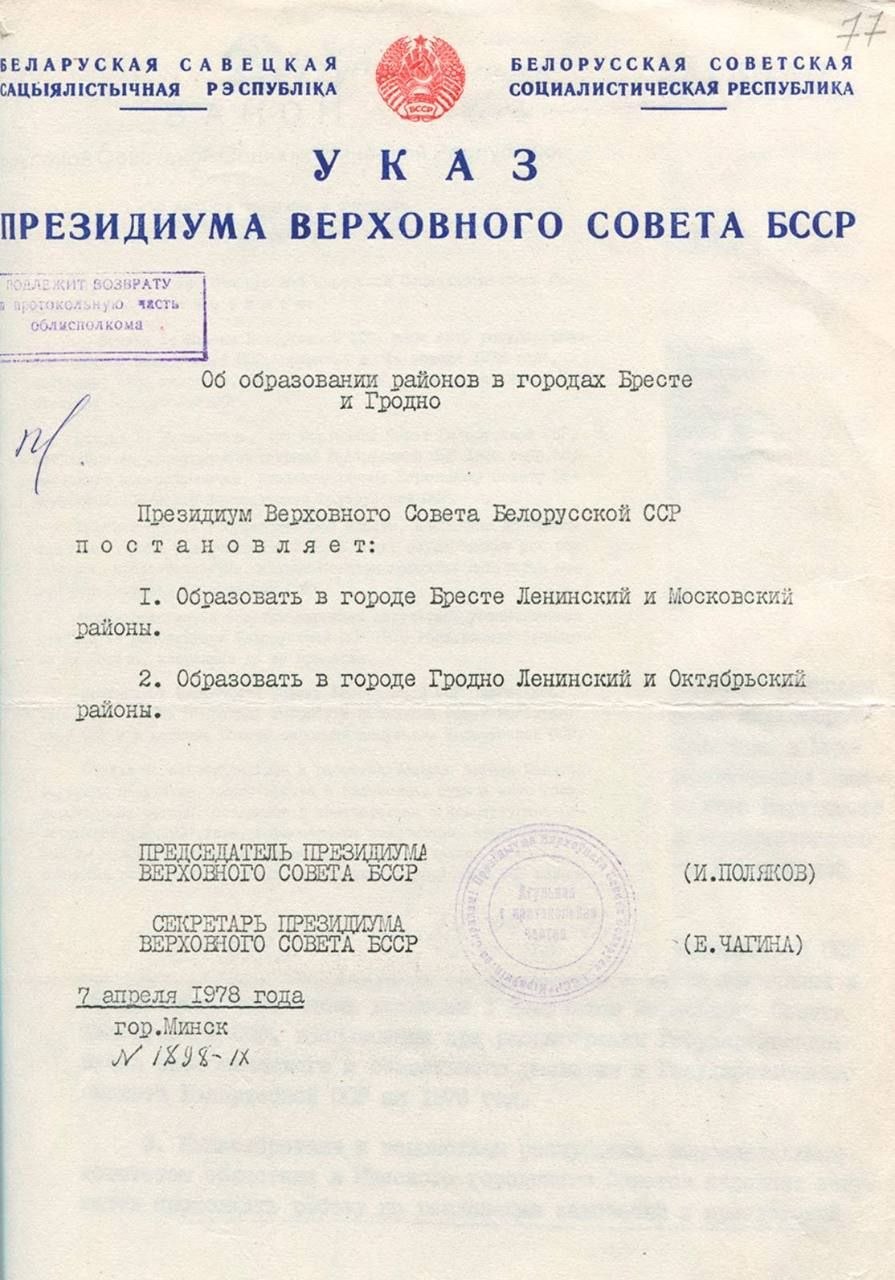 77
БЕЛАРУСКАЯ САВЕЦКАЯ
САЦЫЯЛІСТЫЧНАЯ РЭСПУБЛІКА
БССР
БЕЛОРУССКАЯ СОВЕТСКАЯ
СОЦИАЛИСТИЧЕСКАЯ РЕСПУБЛИКА
УКАЗ
ПРЕЗИДИУМА ВЕРХОВНОГО СОВЕТА БССР
ПОДЛЕЖИТ ВОЗВРАТУ
в протокольную часть
облисполкома
Об образовании районов в городах Бресте
и Гродно
Президиум Верховного Совета Белорусской ССР
п о с т а н о в л я е т:
I. Образовать в городе Бресте Ленинский и Московский
районы.
2. Образовать в городе Гродно Ленинский и Октябрьский
районы.
ПРЕДСЕДАТЕЛЬ ПРЕЗИДИУМА
ВЕРХОВНОГО СОВЕТА БССР (И.ПОЛЯКОВ)
СЕКРЕТАРЬ ПРЕЗИДИУМА
ВЕРХОВНОГО СОВЕТА БССР (Е.ЧАГИНА)
7 апреля 1978 года
гор.Минск
N 1898-IX